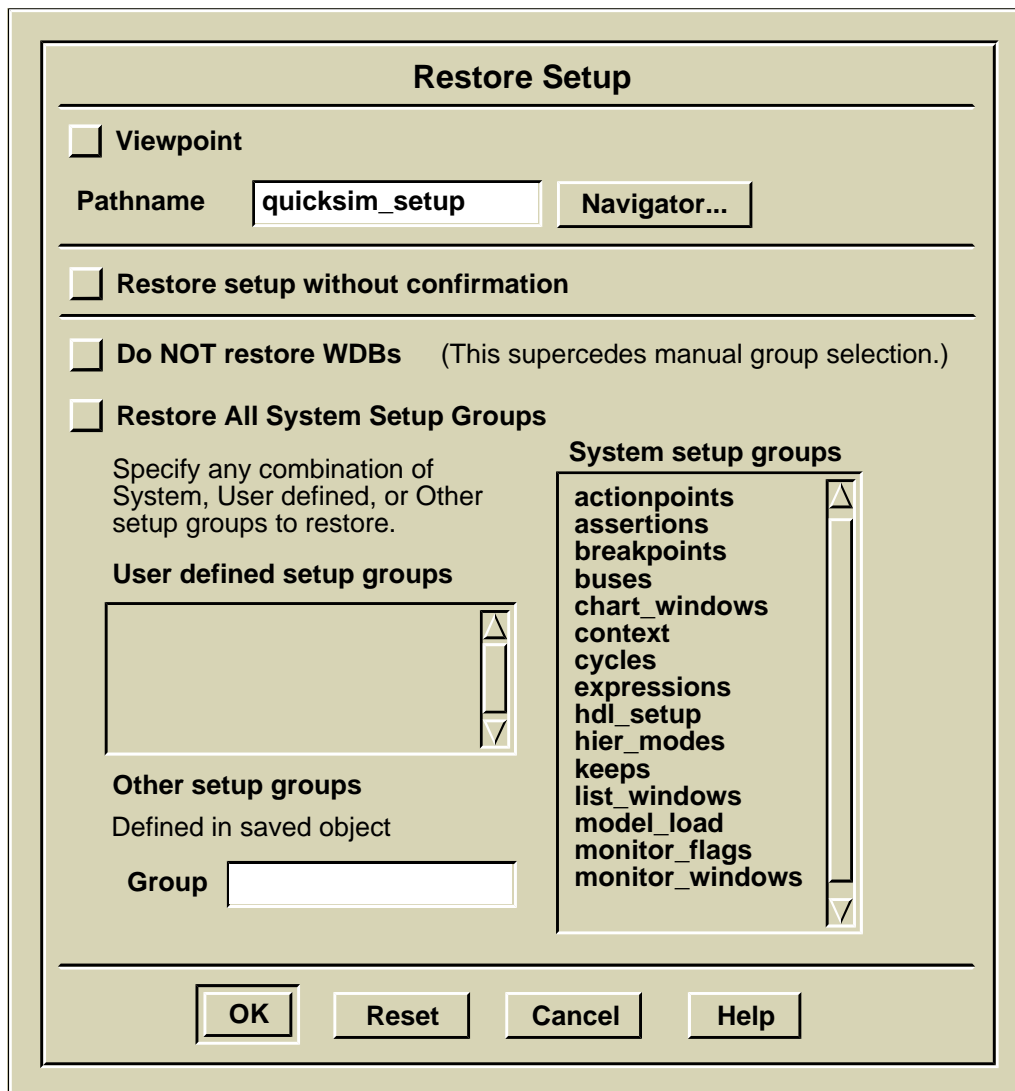 Restore Setup
Viewpoint
Pathname quicksim_setup Navigator...
Restore setup without confirmation
Do NOT restore WDBs (This supercedes manual group selection.)
Restore All System Setup Groups
Specify any combination of
System, User defined, or Other
setup groups to restore.
User defined setup groups
Other setup groups
Defined in saved object
Group
System setup groups
actionpoints
assertions
breakpoints
buses
chart_windows
context
cycles
expressions
hdl_setup
hier_modes
keeps
list_windows
model_load
monitor_flags
monitor_windows
OK Reset Cancel Help